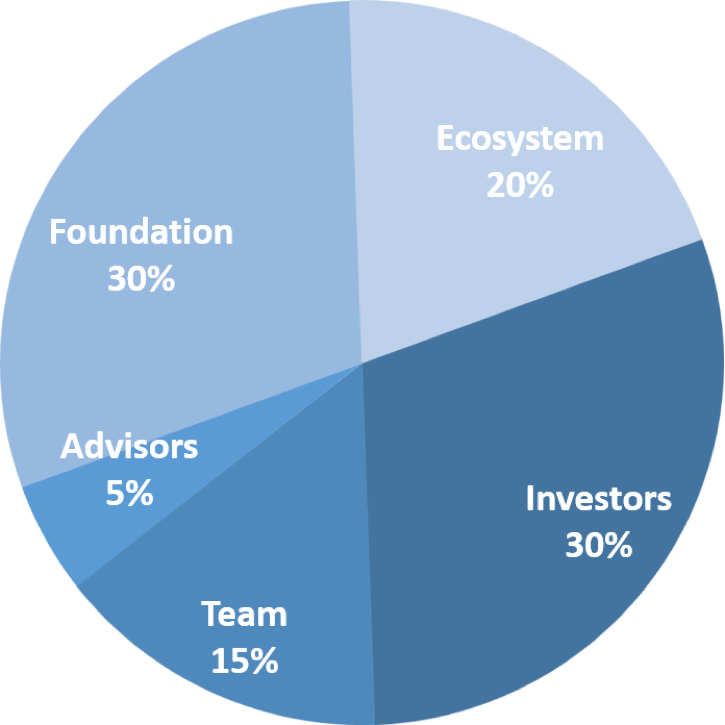 Ecosystem
20%
Foundation
30%
Advisors
5%
Investors
30%
Team
15%